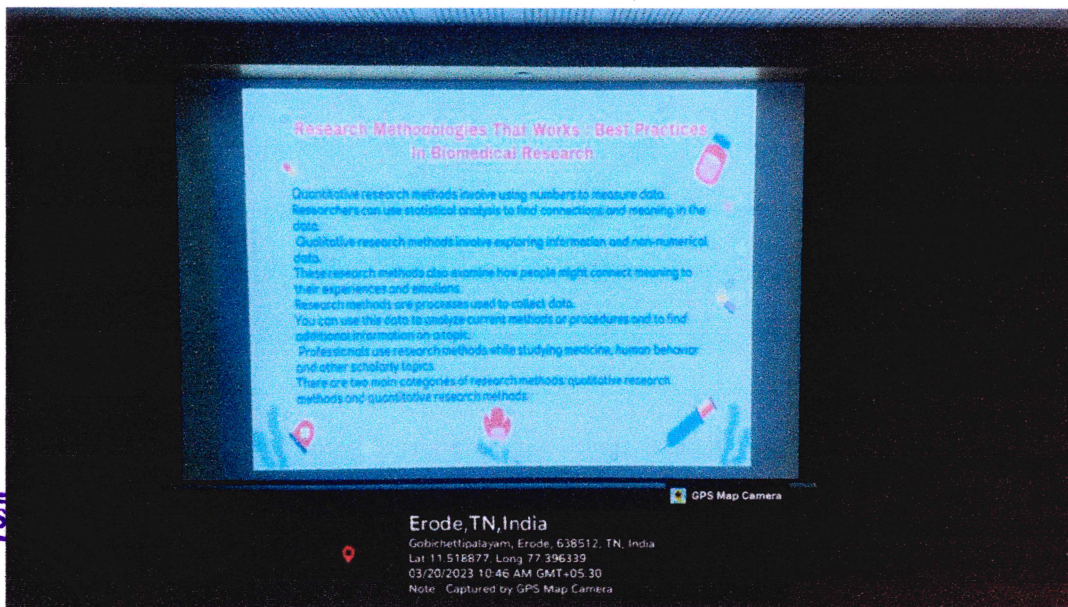 Research Methodologies That Works : Best Practices
In Biomedical Research
Quantitative research methods involve using numbers to measure data.
Researchers can use statistical analysis to find connections and meaning in the
data.
Qualitative research methods involve exploring information and non-numerical
data.
These research methods also examine how people might connect meaning to
their experiences and emotions.
Research methods are processes used to collect data.
You can use this data to analyze current methods or procedures and to find
additional information on a topic.
Professionals use research methods while studying medicine, human behavior
and other scholarly topics.
There are two main categories of research methods: qualitative research
methods and quantitative research methods.
GPS Map Camera
Erode,TN,India
Gobichettipalayam, Erode, 638512, TN, India
Lat 11.518877, Long 77.396339
03/20/2023 10:46 AM GMT+05:30
Note : Captured by GPS Map Camera